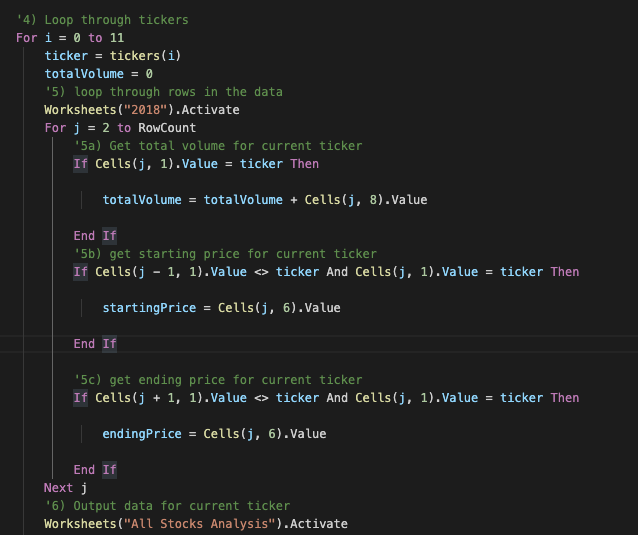 '4) Loop through tickers
For i = 0 to 11
ticker = tickers(i)
totalVolume = 0
'5) loop through rows in the data
Worksheets("2018").Activate
For j = 2 to RowCount
'5a) Get total volume for current ticker
If Cells(j, 1).Value = ticker Then
totalVolume = totalVolume + Cells(j, 8).Value
End If
'5b) get starting price for current ticker
If Cells(j - 1, 1).Value <> ticker And Cells(j, 1).Value = ticker Then
startingPrice = Cells(j, 6).Value
End If
'5c) get ending price for current ticker
If Cells(j + 1, 1).Value <> ticker And Cells(j, 1).Value = ticker Then
endingPrice = Cells(j, 6).Value
End If
Next j
'6) Output data for current ticker
Worksheets("All Stocks Analysis").Activate